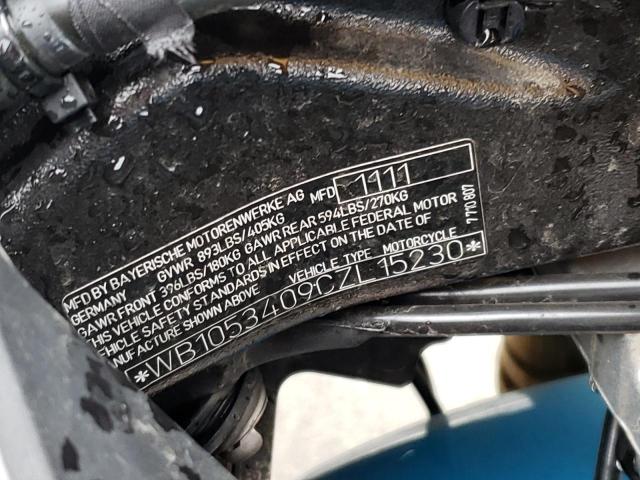 MFD BY BAYERISCHE MOTORENWERKE AG MFD 1111
GERMANY GVWR 893LBS/405KG
GAWR FRONT 326LBS/180KG GAWR REAR 594LBS/270KG
THIS VEHICLE CONFORMS TO ALL APPLICABLE FEDERAL MOTOR
VEHICLE SAFETY STANDARDS IN EFFECT ON THE DATE OF
MANUFACTURE SHOWN ABOVE VEHICLE TYPE MOTORCYCLE
*WB1053409CZL15230*
7 710 807